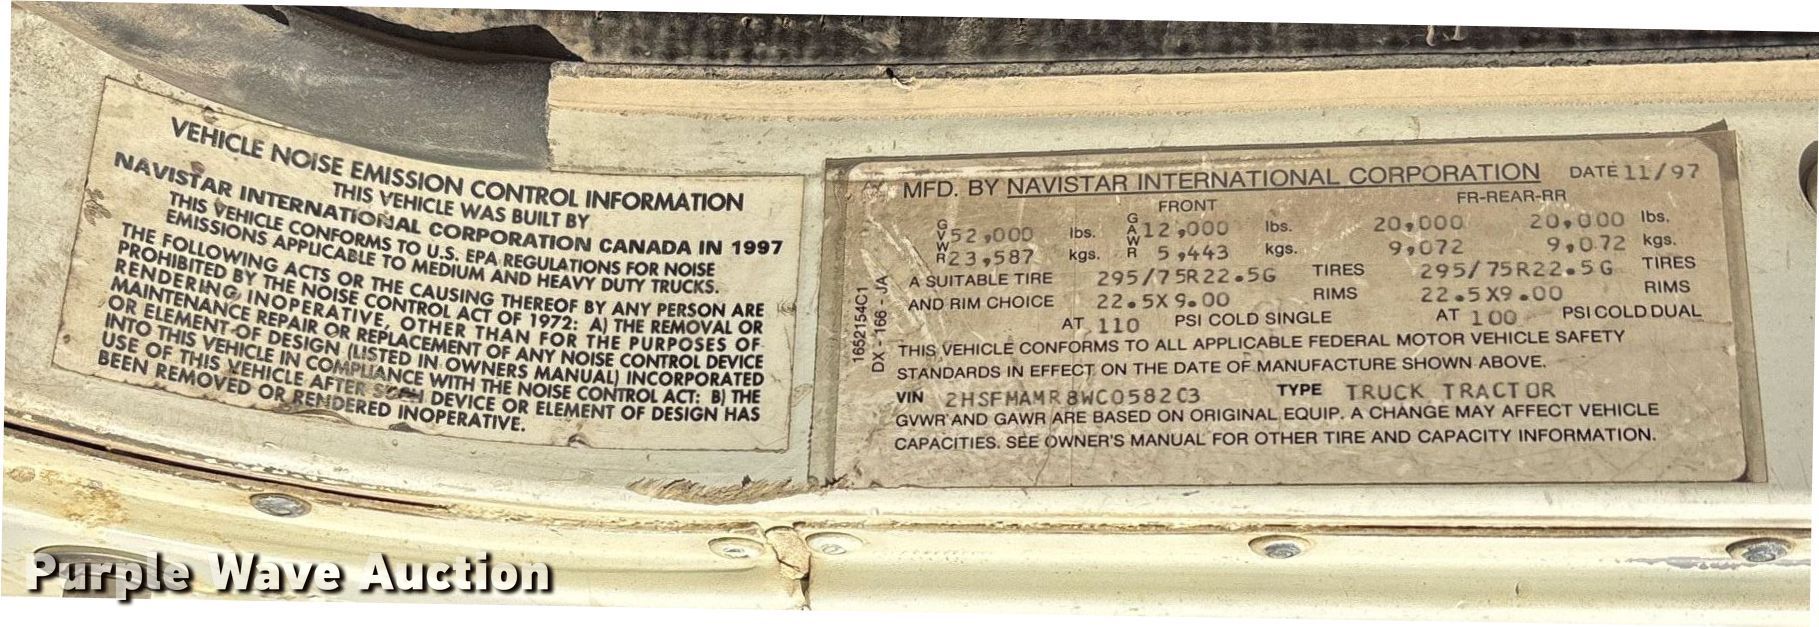 VEHICLE NOISE EMISSION CONTROL INFORMATION
THIS VEHICLE WAS BUILT BY
NAVISTAR INTERNATIONAL CORPORATION CANADA IN 1997
THIS VEHICLE CONFORMS TO U.S. EPA REGULATIONS FOR NOISE
EMISSIONS APPLICABLE TO MEDIUM AND HEAVY DUTY TRUCKS.
THE FOLLOWING ACTS OR THE CAUSING THEREOF BY ANY PERSON ARE
PROHIBITED BY THE NOISE CONTROL ACT OF 1972: A) THE REMOVAL OR
RENDERING INOPERATIVE, OTHER THAN FOR THE PURPOSES OF
MAINTENANCE REPAIR OR REPLACEMENT OF ANY NOISE CONTROL DEVICE
OR ELEMENT OF DESIGN (LISTED IN OWNERS MANUAL) INCORPORATED
INTO THIS VEHICLE IN COMPLIANCE WITH THE NOISE CONTROL ACT: B) THE
USE OF THIS VEHICLE AFTER SUCH DEVICE OR ELEMENT OF DESIGN HAS
BEEN REMOVED OR RENDERED INOPERATIVE.
1652154C1
DX - 166 - JA
MFD. BY NAVISTAR INTERNATIONAL CORPORATION DATE 11/97
FRONT FR-REAR-RR
GVWR 52,000 lbs. GAWR 12,000 lbs. 20,000 20,000 lbs.
23,587 kgs. 5,443 kgs. 9,072 9,072 kgs.
A SUITABLE TIRE 295/75R22.5G TIRES 295/75R22.5G TIRES
AND RIM CHOICE 22.5X9.00 RIMS 22.5X9.00 RIMS
AT 110 PSI COLD SINGLE AT 100 PSI COLD DUAL
THIS VEHICLE CONFORMS TO ALL APPLICABLE FEDERAL MOTOR VEHICLE SAFETY
STANDARDS IN EFFECT ON THE DATE OF MANUFACTURE SHOWN ABOVE.
VIN 2HSFMAMR8WC0582C3 TYPE TRUCK TRACTOR
GVWR AND GAWR ARE BASED ON ORIGINAL EQUIP. A CHANGE MAY AFFECT VEHICLE
CAPACITIES. SEE OWNER'S MANUAL FOR OTHER TIRE AND CAPACITY INFORMATION.
Purple Wave Auction